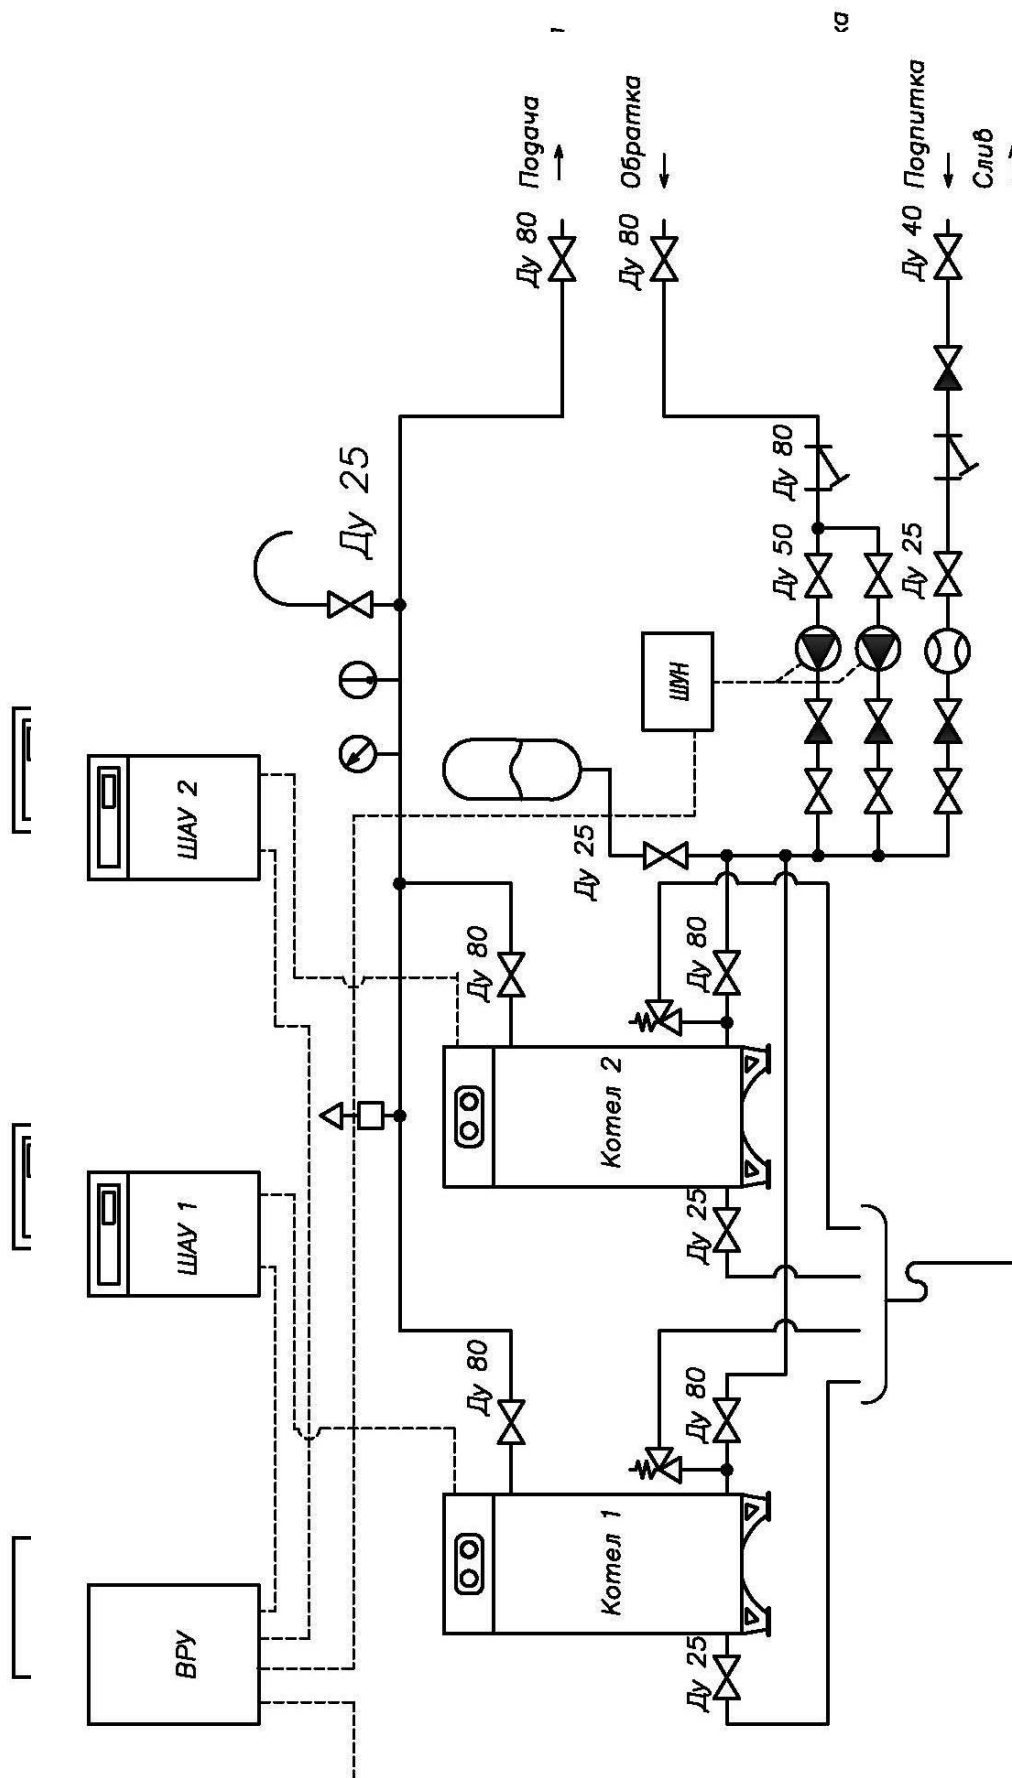 ВРУ
ШАУ 1
ШАУ 2
Ду 25
Ду 80
Ду 80
Ду 80 Подача
Ду 25
Котел 1
Котел 2
Ду 80 Обратка
ШУН
Ду 25
Ду 80
Ду 25
Ду 80
Ду 50
Ду 80
ка
Ду 25
Ду 40 Подпитка
Слив